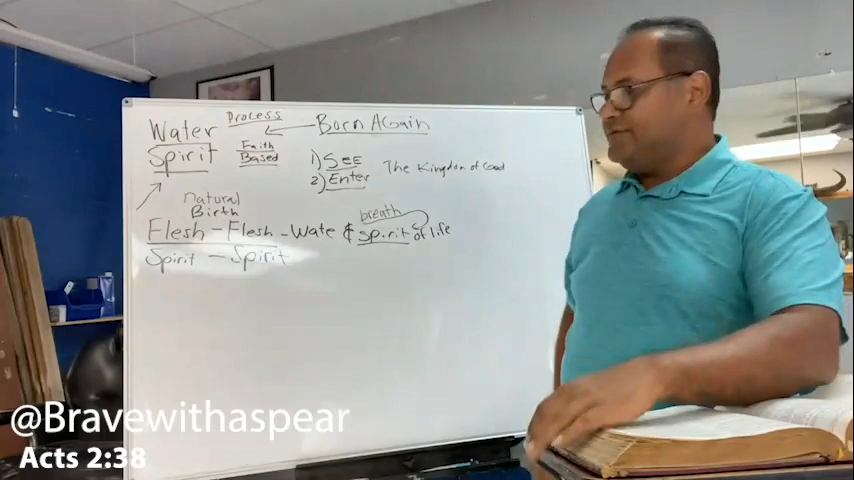 Water Process Born Again
Spirit Faith Based
1) SEE The Kingdom of God
2) Enter
natural Birth
Flesh - Flesh - Wate & spirit of life
breath
Spirit - Spirit
@Bravewithaspear
Acts 2:38